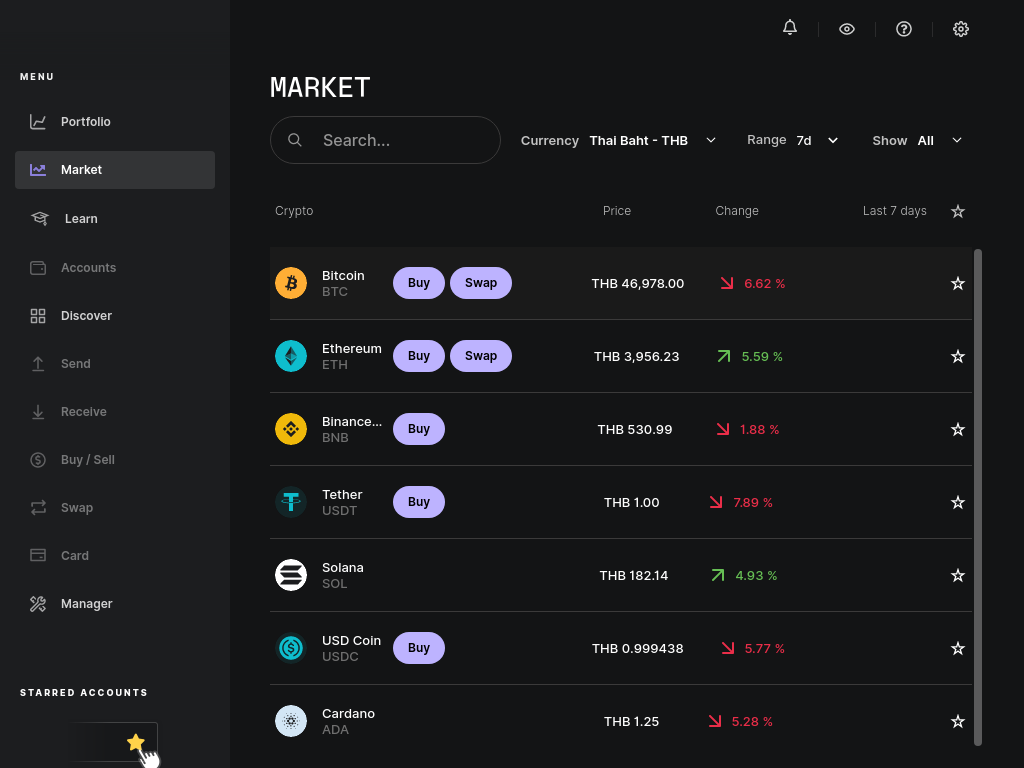 MENU
Portfolio
Market
Learn
Accounts
Discover
Send
Receive
Buy / Sell
Swap
Card
Manager
STARRED ACCOUNTS
MARKET
Search...
Currency Thai Baht - THB
Range 7d
Show All
Crypto Price Change Last 7 days
Bitcoin
BTC
Buy Swap THB 46,978.00 6.62 %
Ethereum
ETH
Buy Swap THB 3,956.23 5.59 %
Binance...
BNB
Buy THB 530.99 1.88 %
Tether
USDT
Buy THB 1.00 7.89 %
Solana
SOL
THB 182.14 4.93 %
USD Coin
USDC
Buy THB 0.999438 5.77 %
Cardano
ADA
THB 1.25 5.28 %